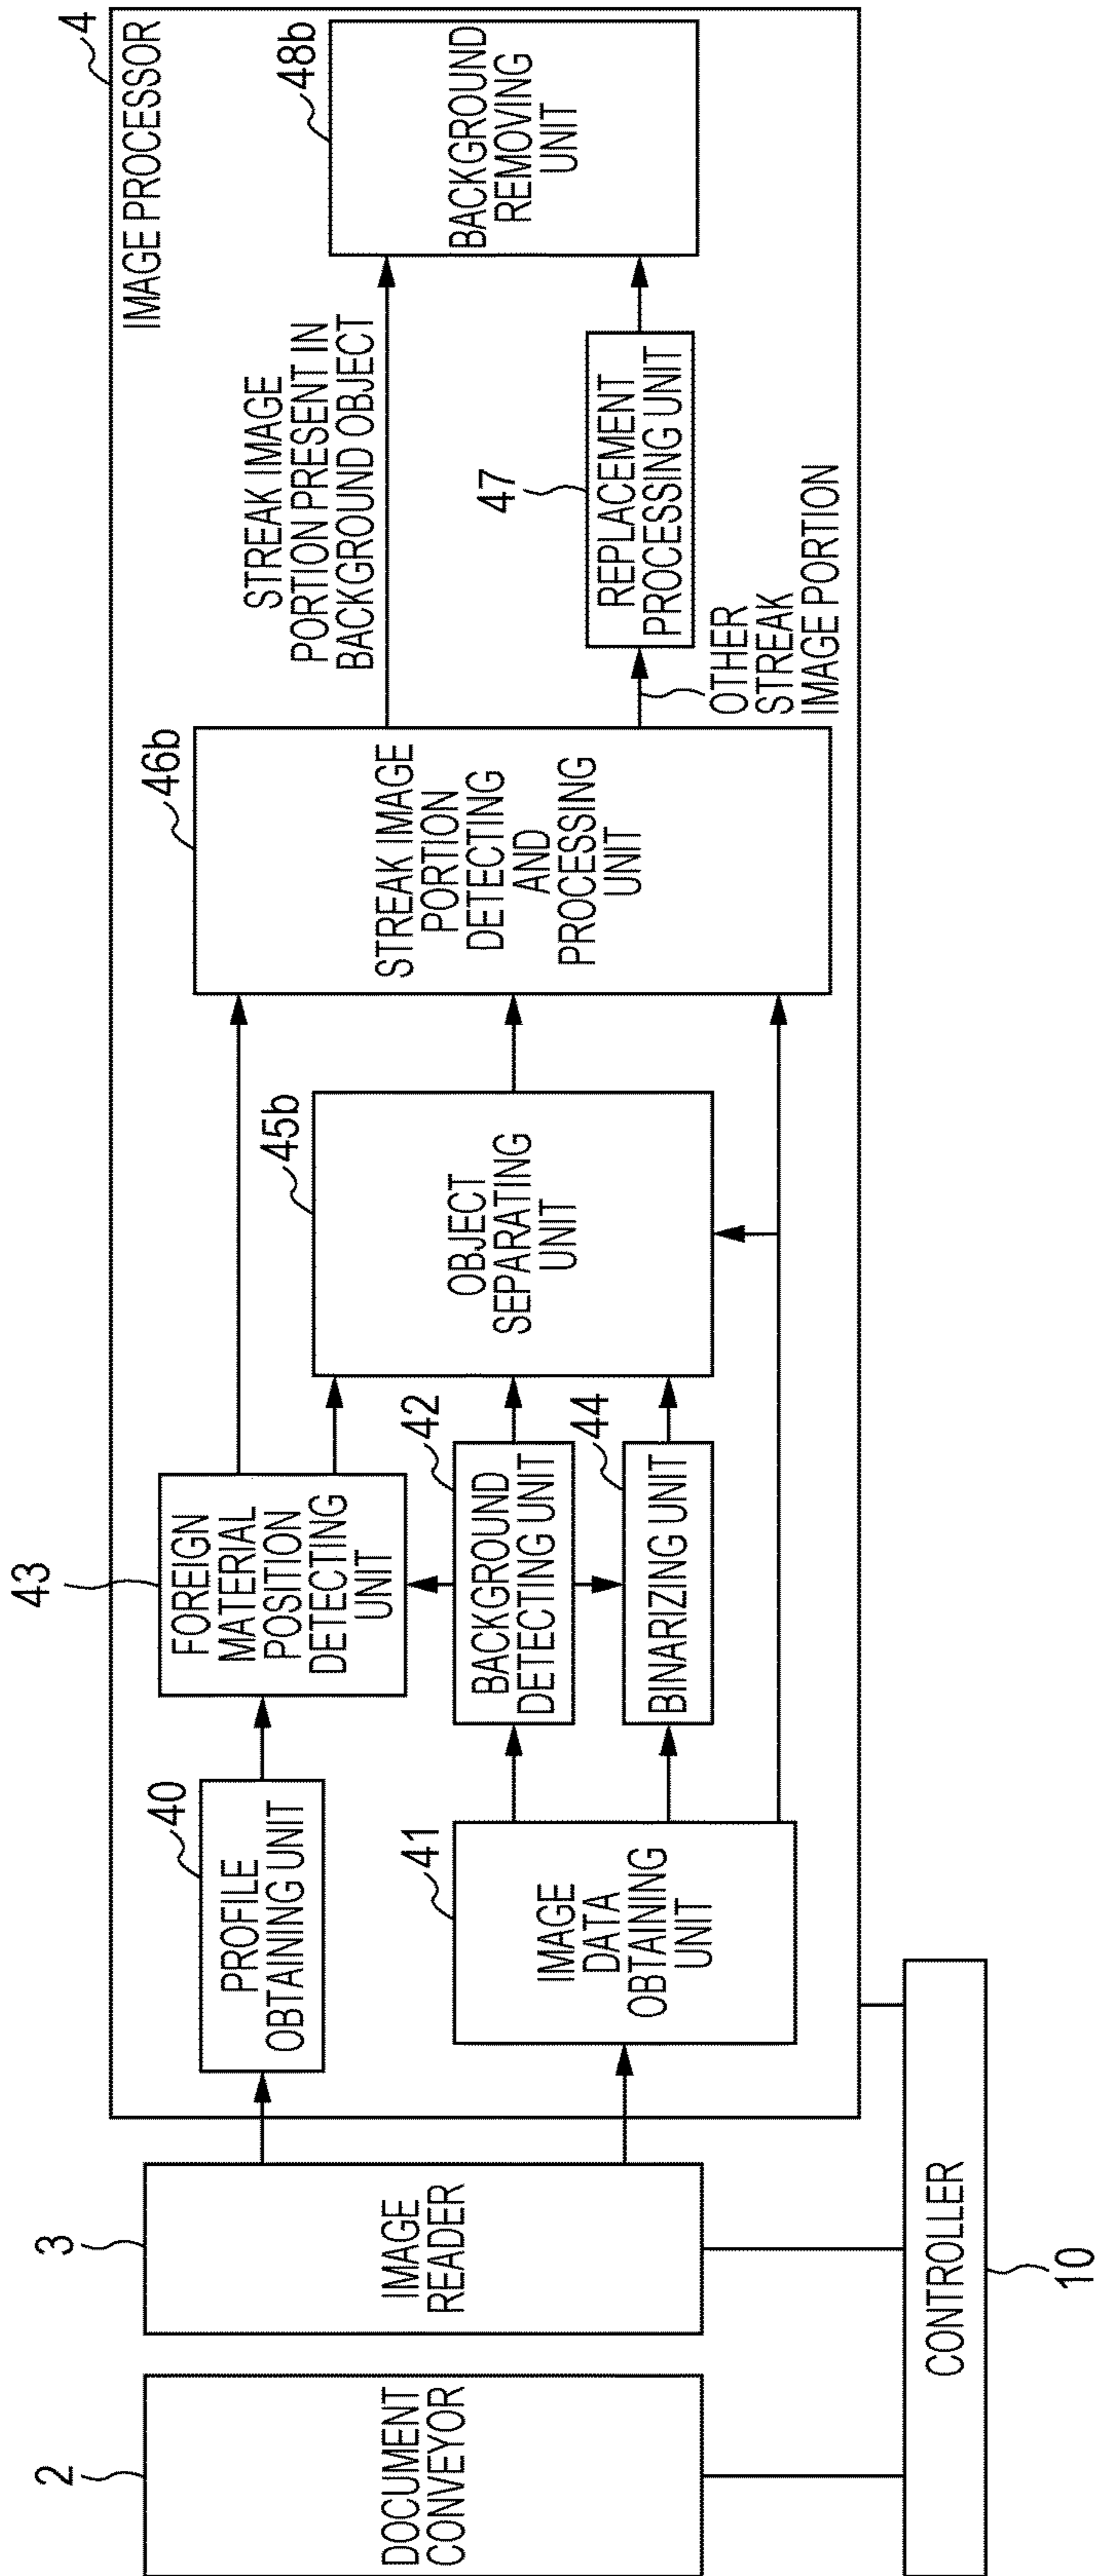 2
DOCUMENT
CONVEYOR
3
IMAGE
READER
CONTROLLER
10
4
IMAGE PROCESSOR
40
PROFILE
OBTAINING UNIT
41
IMAGE
DATA
OBTAINING
UNIT
43
FOREIGN
MATERIAL
POSITION
DETECTING
UNIT
42
BACKGROUND
DETECTING UNIT
44
BINARIZING UNIT
45b
OBJECT
SEPARATING
UNIT
46b
STREAK IMAGE
PORTION
DETECTING
AND
PROCESSING
UNIT
STREAK IMAGE
PORTION PRESENT IN
BACKGROUND OBJECT
OTHER
STREAK
IMAGE PORTION
47
REPLACEMENT
PROCESSING UNIT
48b
BACKGROUND
REMOVING
UNIT